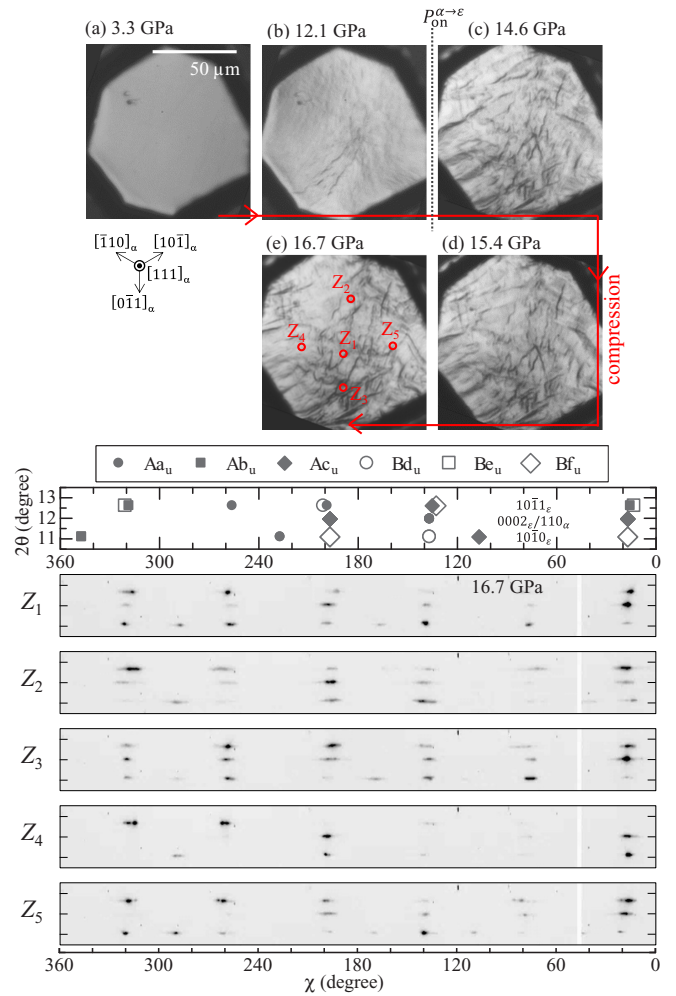 (a) 3.3 GPa
(b) 12.1 GPa
P_on^{α→ε}
(c) 14.6 GPa
50 µm
[1̄10]_α [101̄]_α
[111]_α
[01̄1]_α
(e) 16.7 GPa
(d) 15.4 GPa
Z_2
Z_4
Z_5
Z_1
Z_3
compression
Aa_u Ab_u Ac_u Bd_u Be_u Bf_u
2θ (degree)
13
12
11
101̄1_ε
0002_ε/110_α
101̄0_ε
360 300 240 180 120 60 0
16.7 GPa
Z_1
Z_2
Z_3
Z_4
Z_5
360 300 240 180 120 60 0
χ (degree)